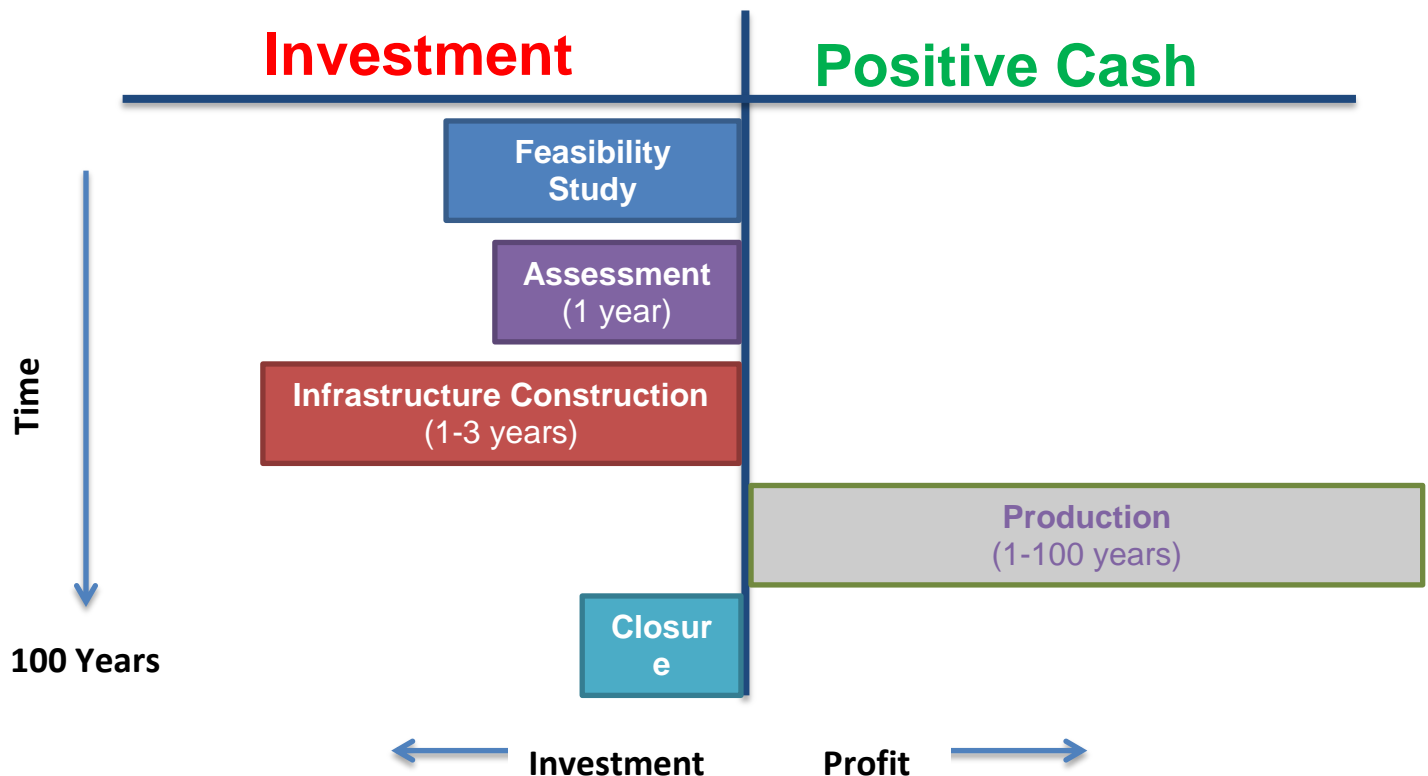 Investment
Positive Cash
Feasibility
Study
Assessment
(1 year)
Infrastructure Construction
(1-3 years)
Time
Production
(1-100 years)
Closur
e
100 Years
Investment
Profit